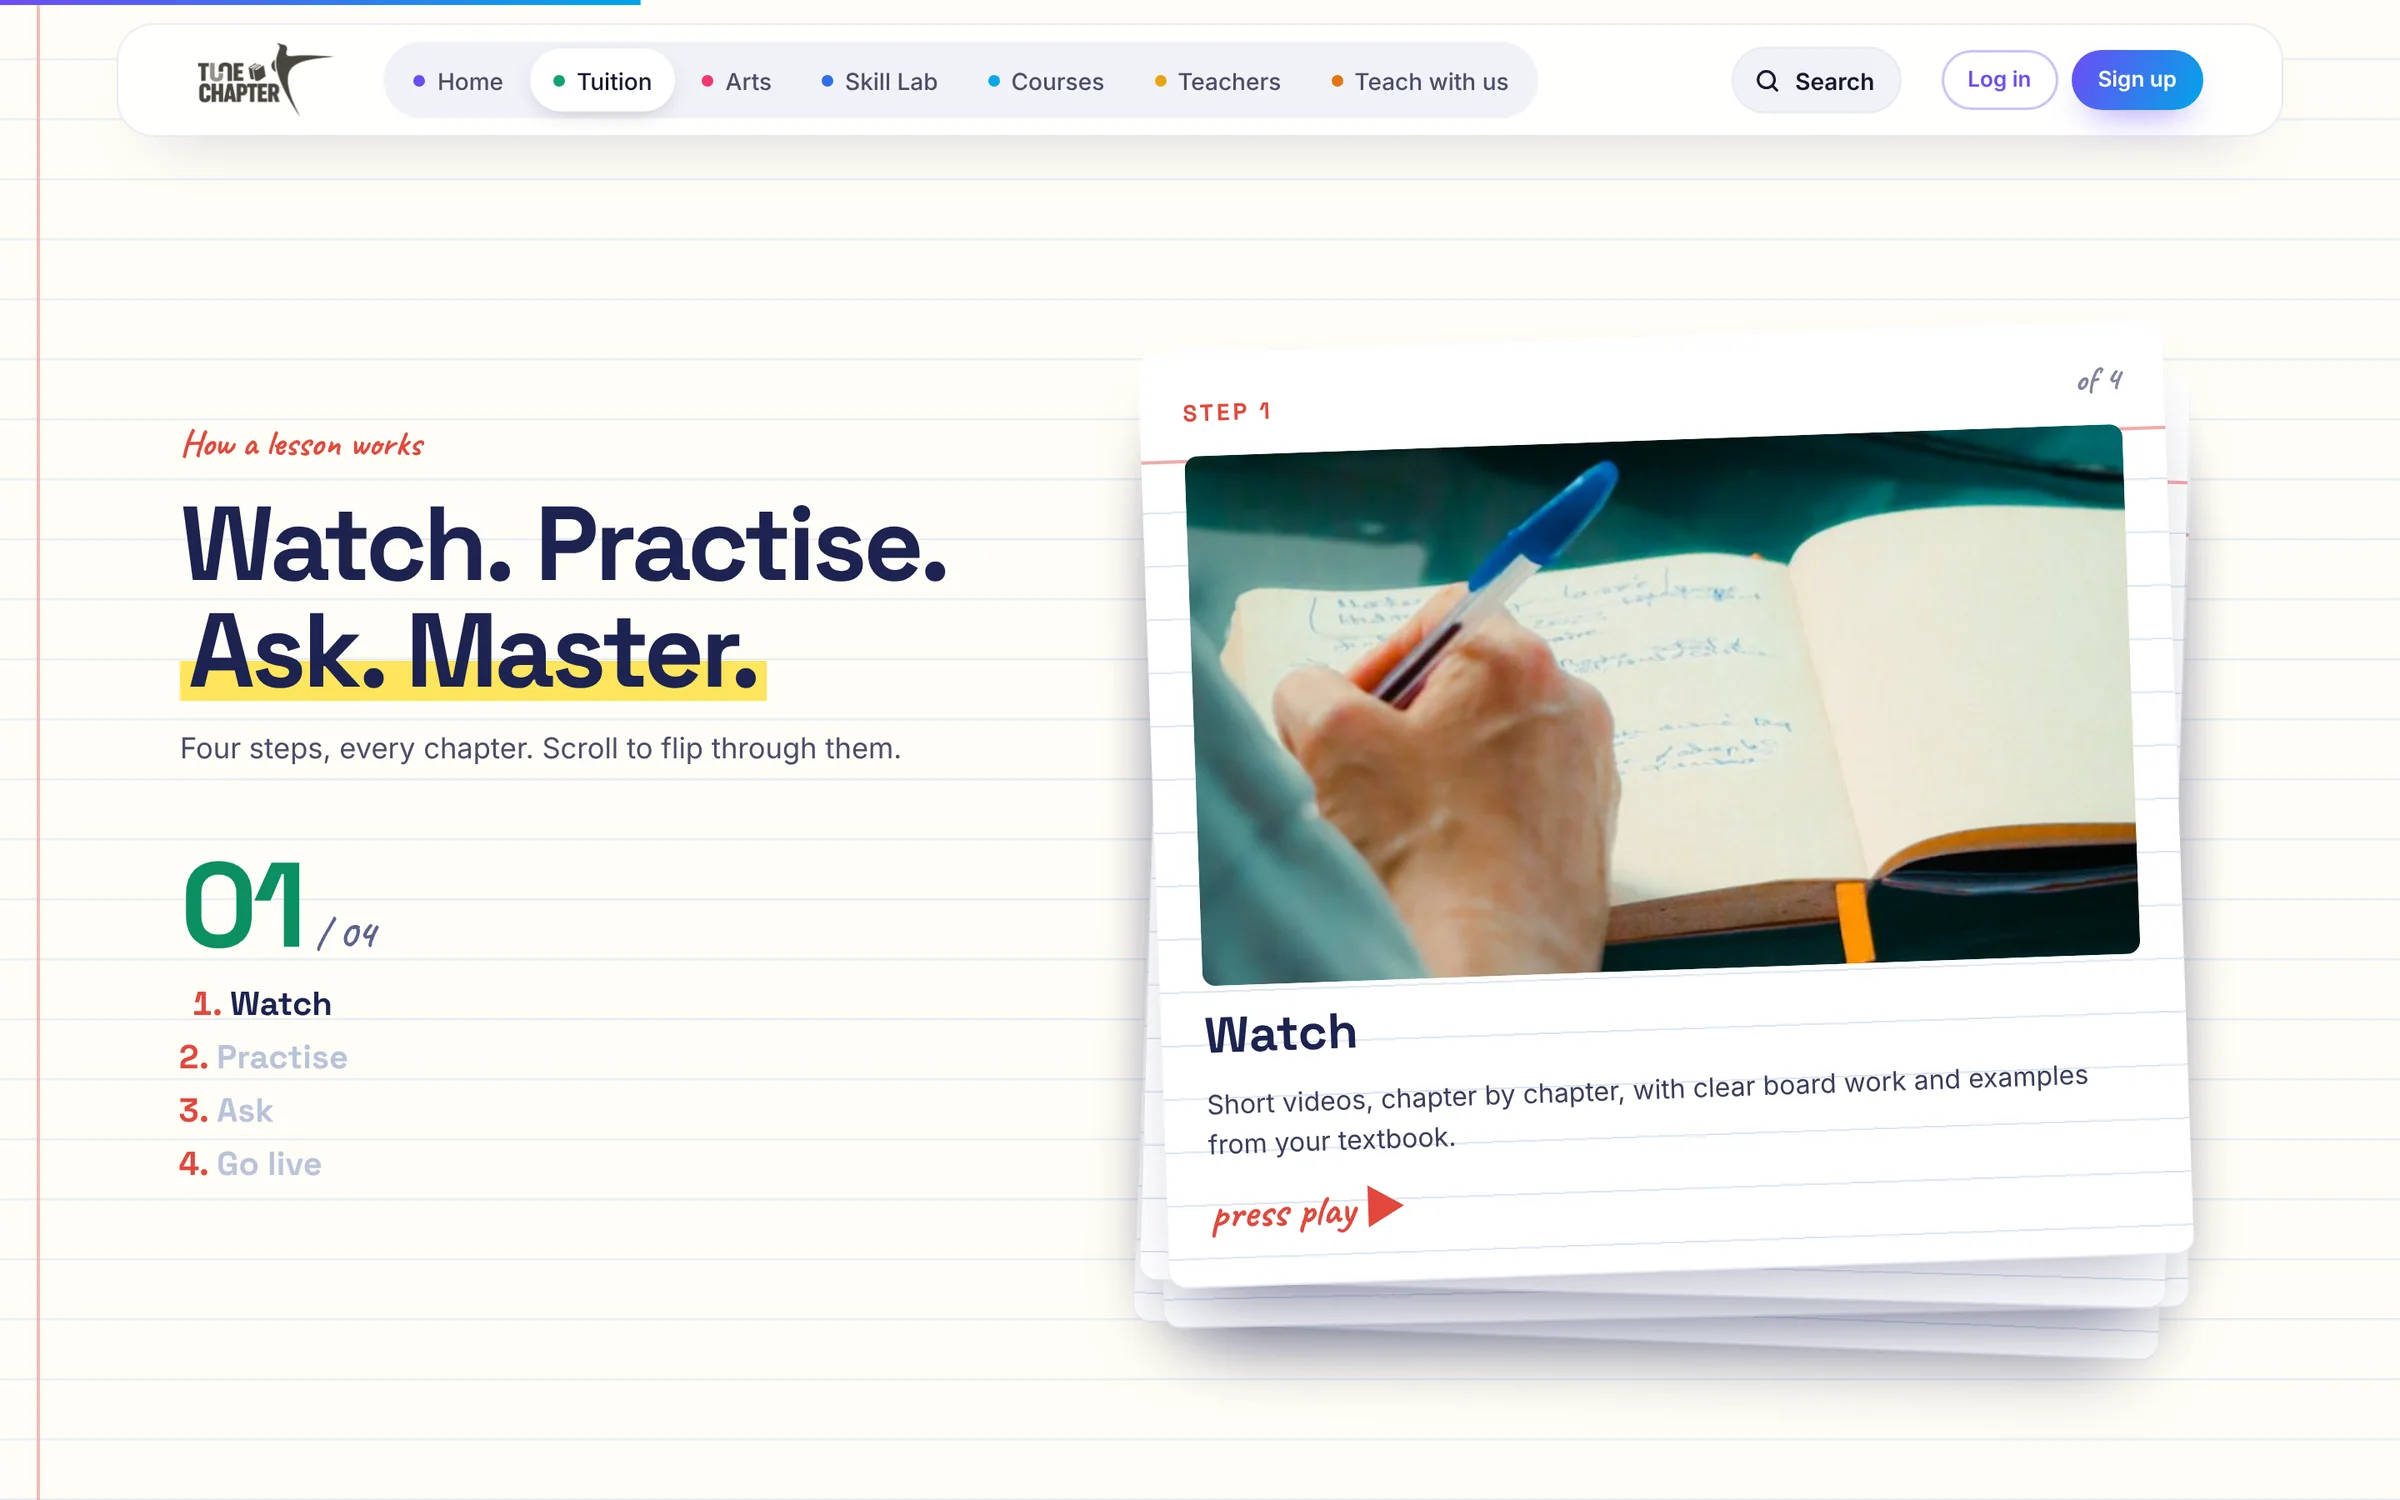 TUNE CHAPTER
Home
Tuition
Arts
Skill Lab
Courses
Teachers
Teach with us
Search
Log in
Sign up
How a lesson works
Watch. Practise.
Ask. Master.
Four steps, every chapter. Scroll to flip through them.
01 / 04
1. Watch
2. Practise
3. Ask
4. Go live
STEP 1
of 4
Watch
Short videos, chapter by chapter, with clear board work and examples
from your textbook.
press play